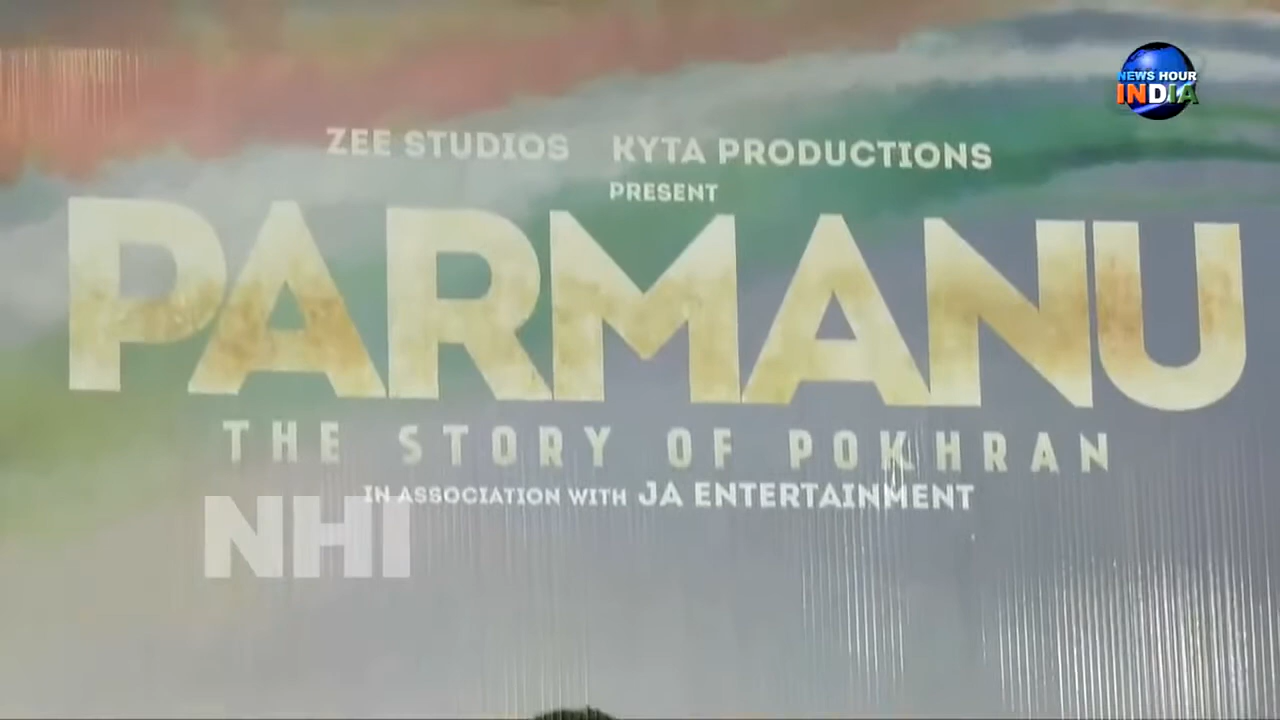 NEWS HOUR
INDIA
ZEE STUDIOS KYTA PRODUCTIONS
PRESENT
PARMANU
THE STORY OF POKHRAN
IN ASSOCIATION WITH JA ENTERTAINMENT
NHI